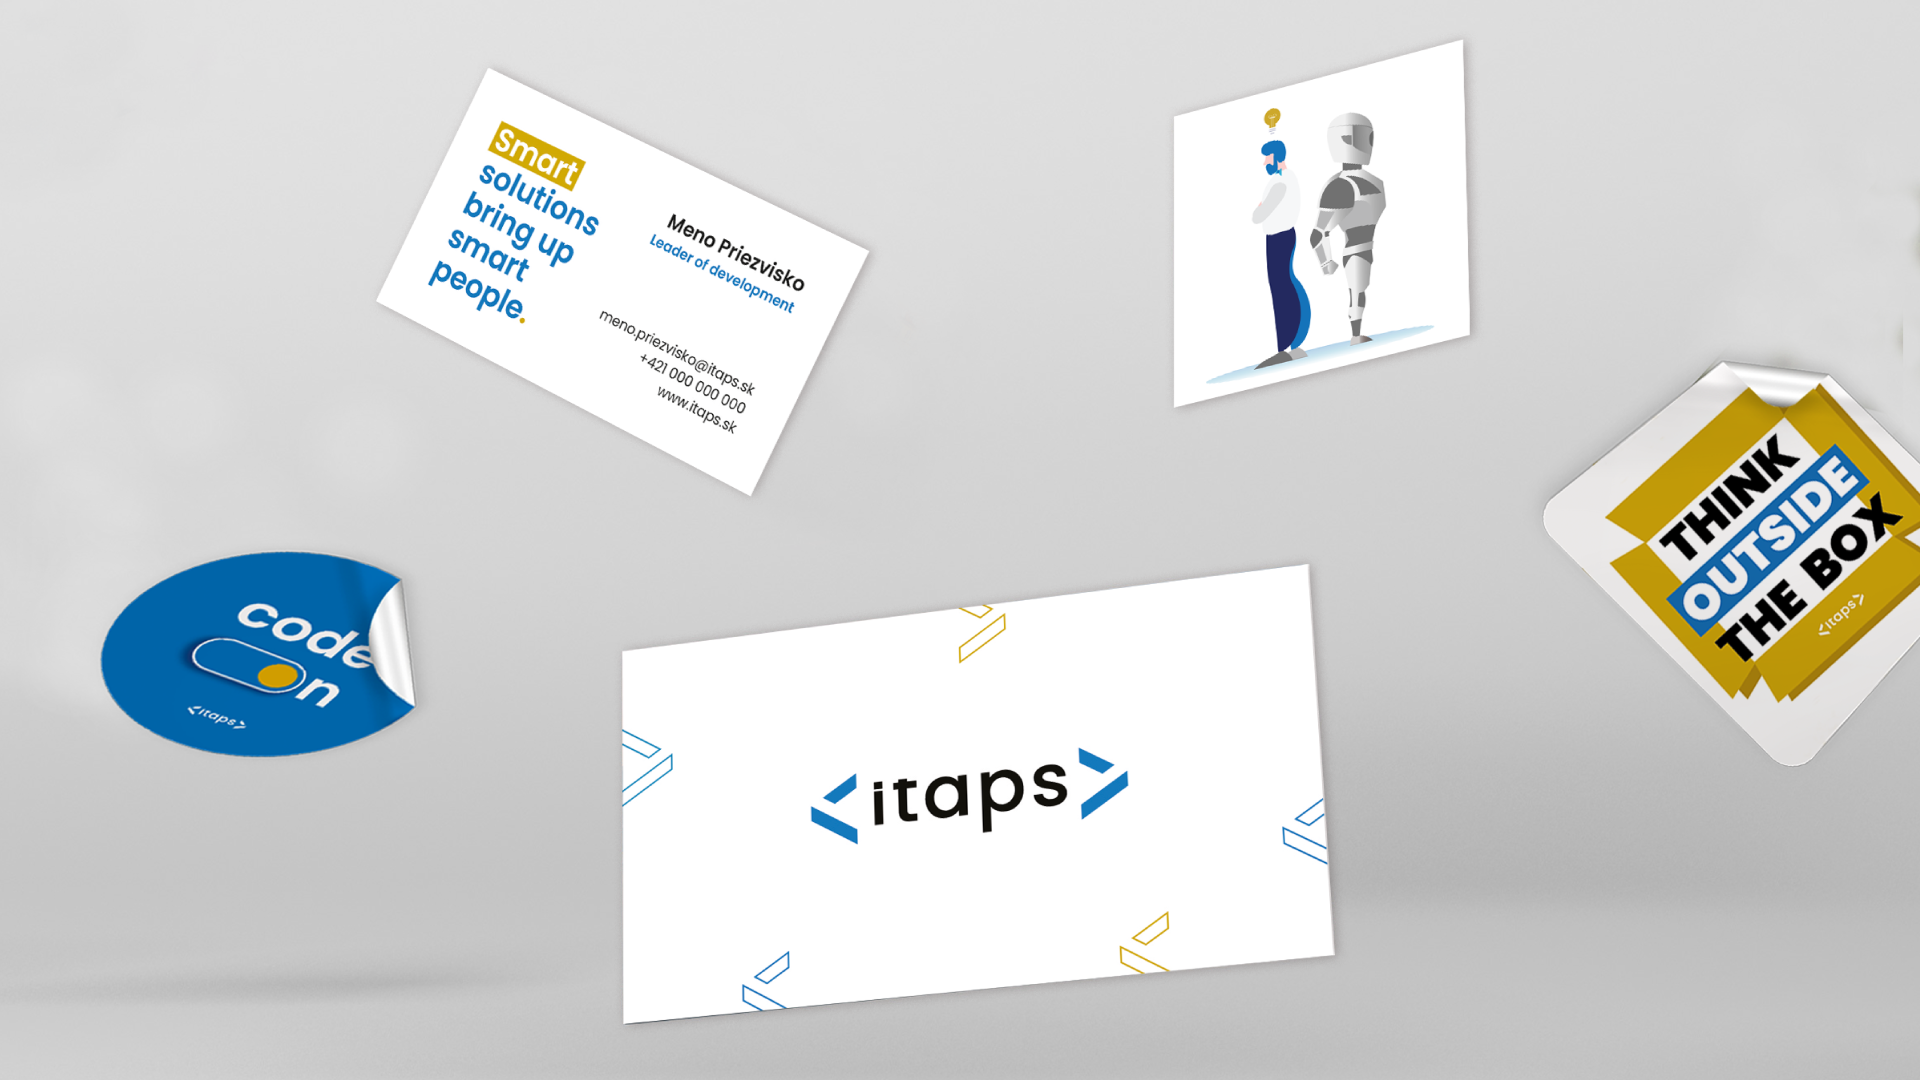 Smart
solutions
bring up
smart
people.
Meno Priezvisko
Leader of development
meno.priezvisko@itaps.sk
+421 000 000 000
www.itaps.sk
THINK
OUTSIDE
THE BOX
<itaps>
code
on
<itaps>
<itaps>